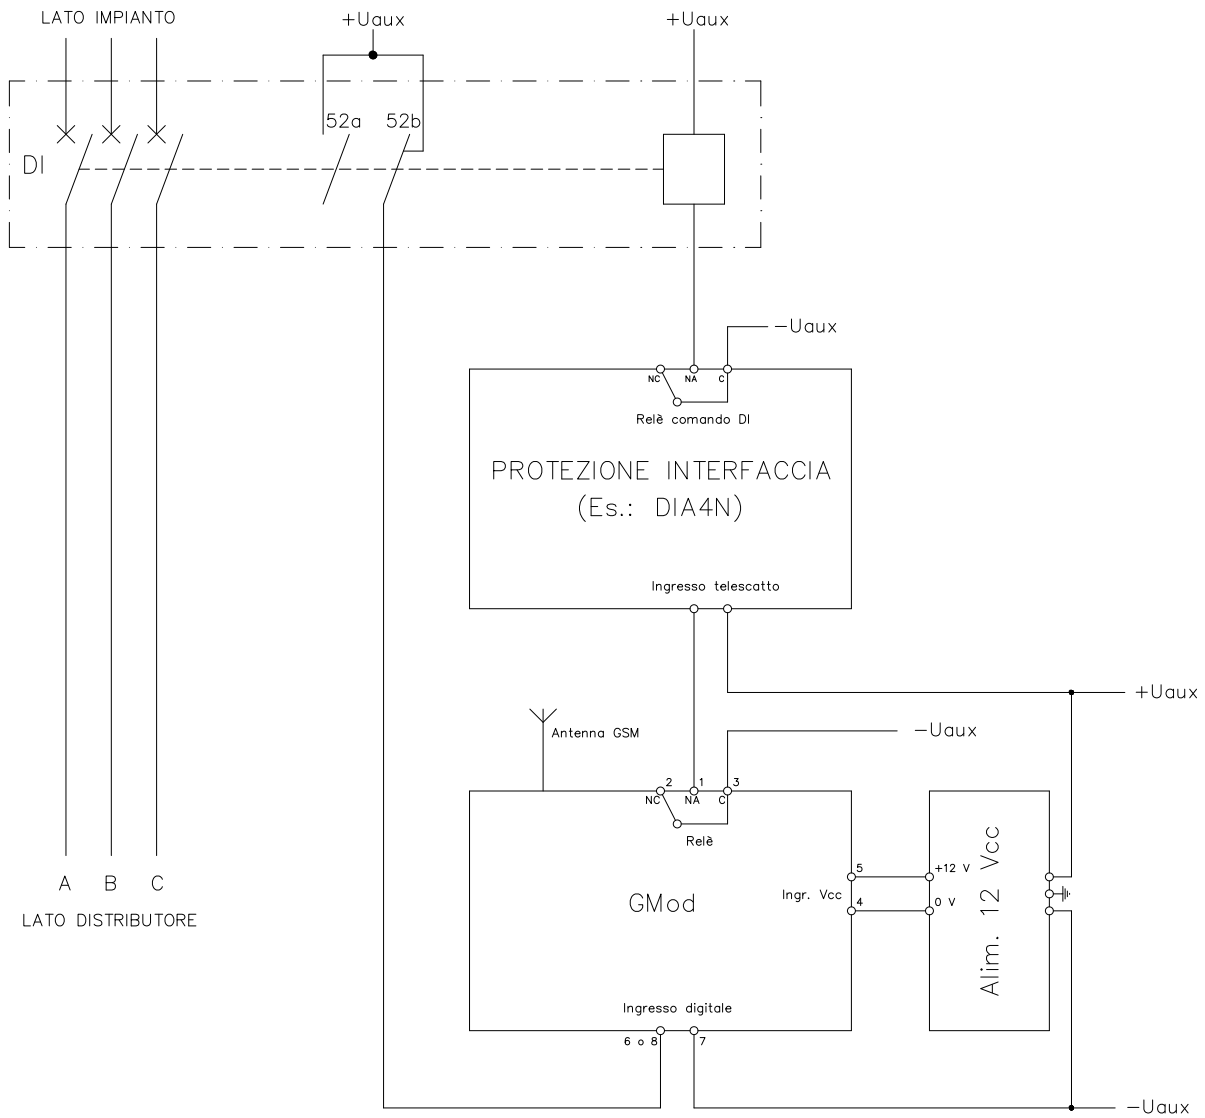 LATO IMPIANTO
+Uaux
+Uaux
52a
52b
DI
-Uaux
NC
NA
C
Relè comando DI
PROTEZIONE INTERFACCIA
(Es.: DIA4N)
Ingresso telescatto
+Uaux
Antenna GSM
-Uaux
2
1
3
NC
NA
C
Relè
A
B
C
LATO DISTRIBUTORE
GMod
Ingr. Vcc
5
4
+12 V
0 V
Alim. 12 Vcc
Ingresso digitale
6 o 8
7
-Uaux